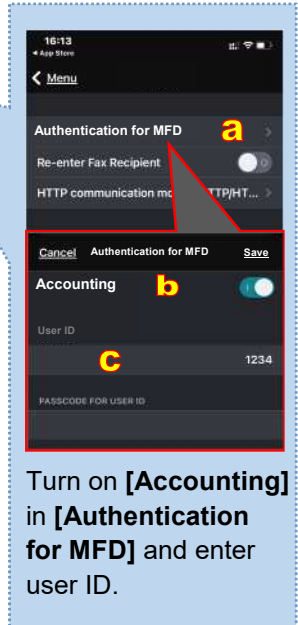 16:13
◀ App Store
Menu
Authentication for MFD a
Re-enter Fax Recipient
HTTP communication mo TTP/HT...
Cancel Authentication for MFD Save
Accounting b
User ID
c 1234
PASSCODE FOR USER ID
Turn on [Accounting]
in [Authentication
for MFD] and enter
user ID.